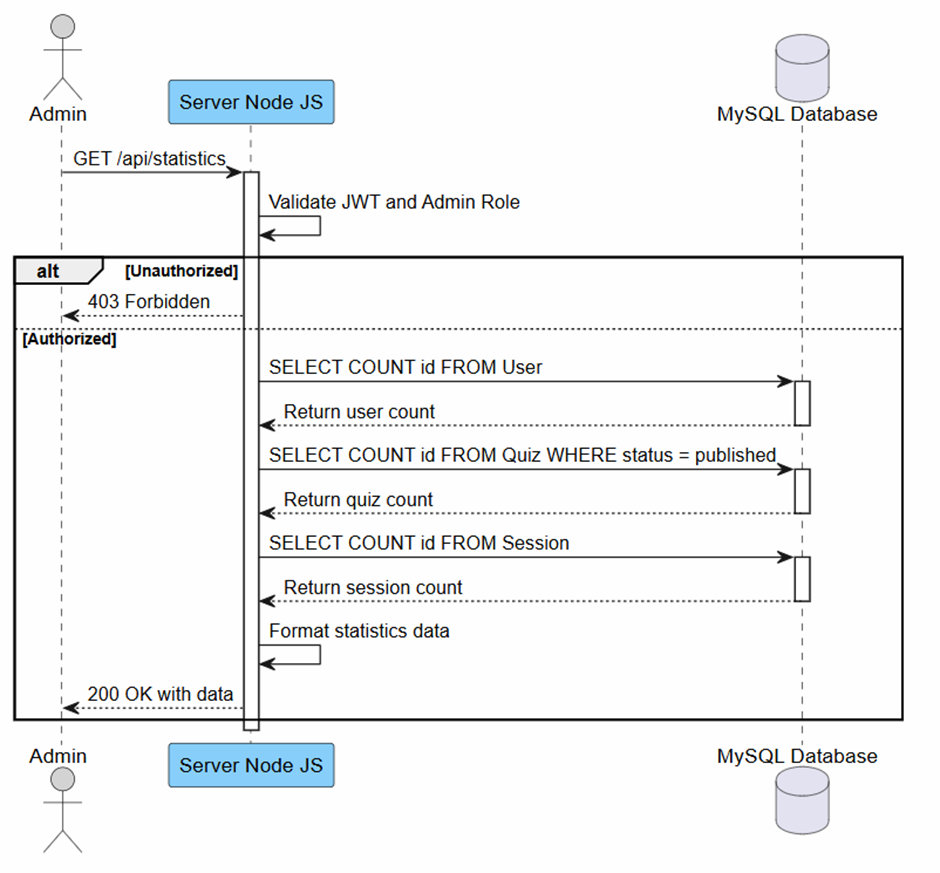 Admin
Server Node JS
MySQL Database
GET /api/statistics
Validate JWT and Admin Role
alt
[Unauthorized]
403 Forbidden
[Authorized]
SELECT COUNT id FROM User
Return user count
SELECT COUNT id FROM Quiz WHERE status = published
Return quiz count
SELECT COUNT id FROM Session
Return session count
Format statistics data
200 OK with data
Admin
Server Node JS
MySQL Database